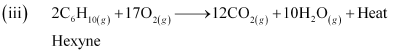 (iii) 2C₆H₁₀₍g₎+17O₂₍g₎⟶12CO₂₍g₎+10H₂O₍g₎+Heat
Hexyne